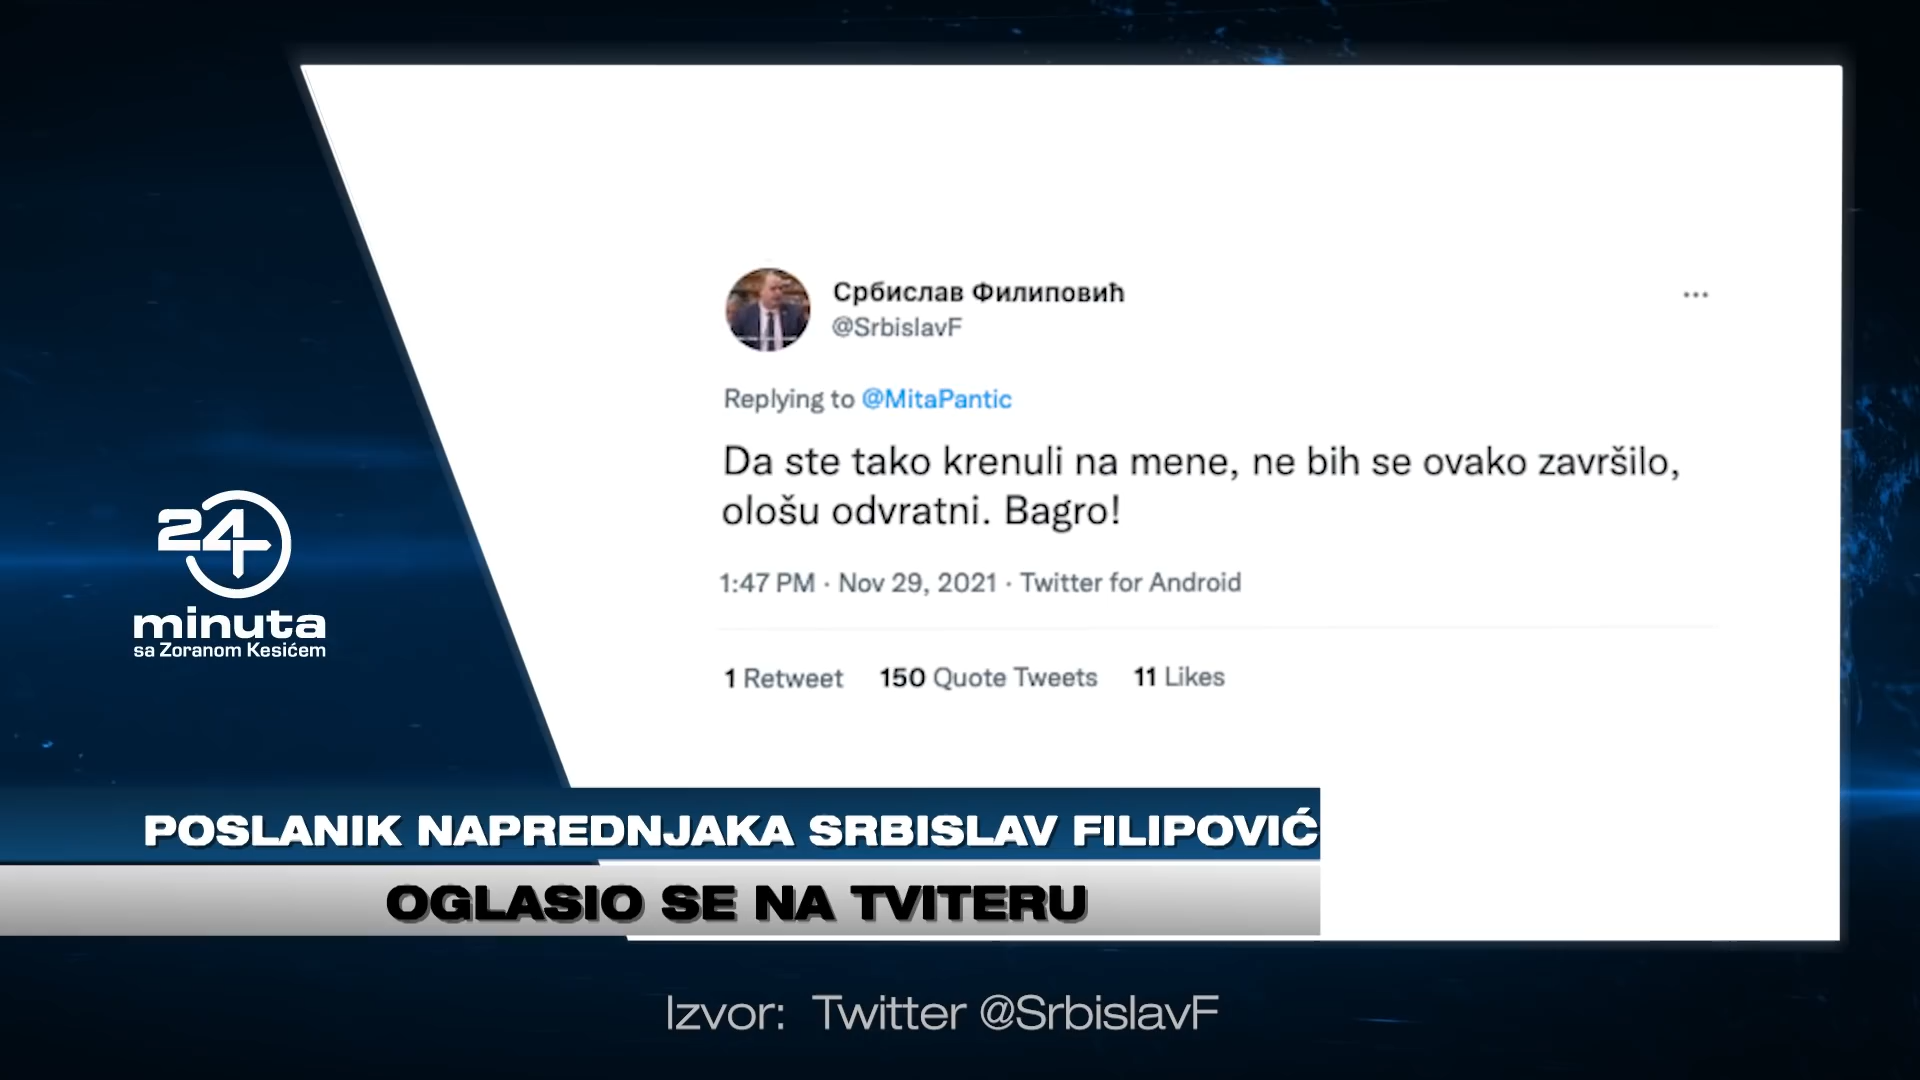 Србислав Филиповић
@SrbislavF
...
Replying to @MitaPantic
Da ste tako krenuli na mene, ne bih se ovako završilo,
ološu odvratni. Bagro!
1:47 PM · Nov 29, 2021 · Twitter for Android
1 Retweet 150 Quote Tweets 11 Likes
24
minuta
sa Zoranom Kesićem
POSLANIK NAPREDNJAKA SRBISLAV FILIPOVIĆ
OGLASIO SE NA TVITERU
Izvor: Twitter @SrbislavF